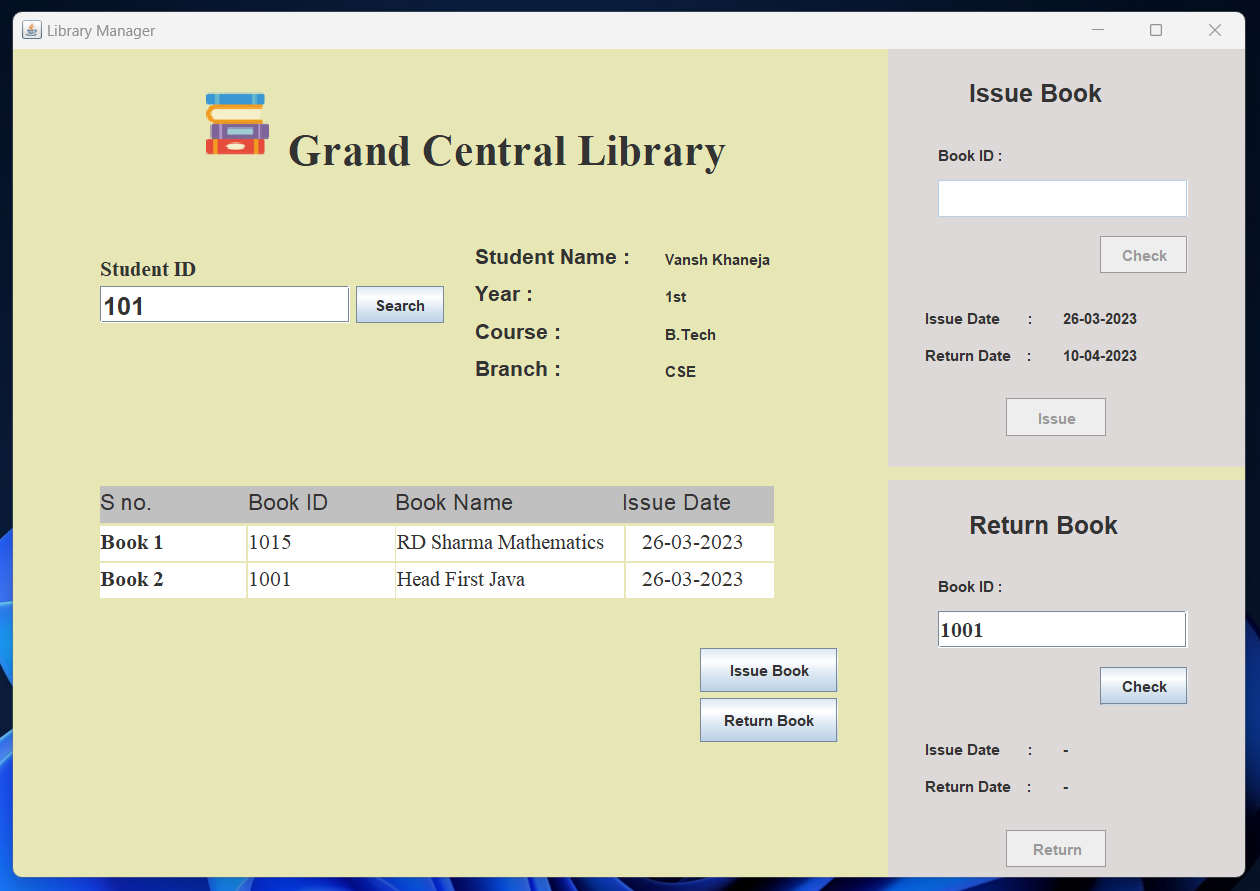 Library Manager
Grand Central Library
Student ID
101
Search
Student Name : Vansh Khaneja
Year : 1st
Course : B.Tech
Branch : CSE
S no. Book ID Book Name Issue Date
Book 1 1015 RD Sharma Mathematics 26-03-2023
Book 2 1001 Head First Java 26-03-2023
Issue Book
Return Book
Issue Book
Book ID :
Check
Issue Date : 26-03-2023
Return Date : 10-04-2023
Issue
Return Book
Book ID :
1001
Check
Issue Date : -
Return Date : -
Return